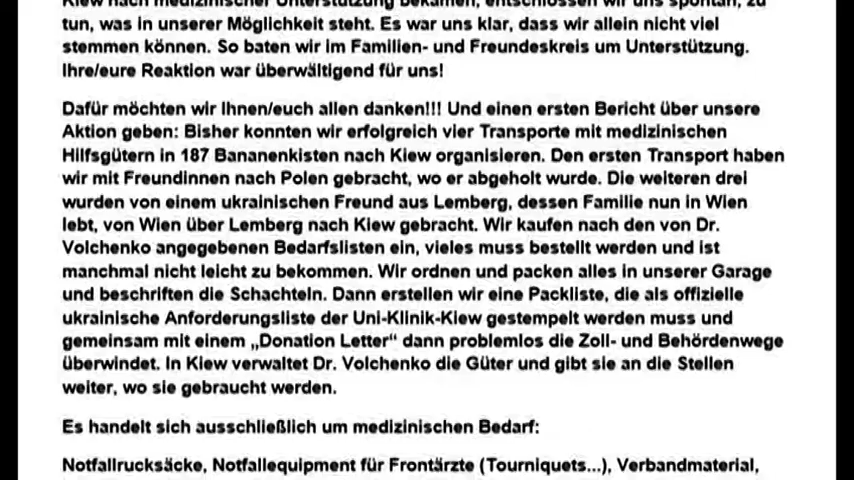 Kiew nach medizinischer Unterstützung bekamen, entschlossen wir uns spontan, zu
tun, was in unserer Möglichkeit steht. Es war uns klar, dass wir allein nicht viel
stemmen können. So baten wir im Familien- und Freundeskreis um Unterstützung.
Ihre/eure Reaktion war überwältigend für uns!
Dafür möchten wir Ihnen/euch allen danken!!! Und einen ersten Bericht über unsere
Aktion geben: Bisher konnten wir erfolgreich vier Transporte mit medizinischen
Hilfsgütern in 187 Bananenkisten nach Kiew organisieren. Den ersten Transport haben
wir mit Freundinnen nach Polen gebracht, wo er abgeholt wurde. Die weiteren drei
wurden von einem ukrainischen Freund aus Lemberg, dessen Familie nun in Wien
lebt, von Wien über Lemberg nach Kiew gebracht. Wir kaufen nach den von Dr.
Volchenko angegebenen Bedarfslisten ein, vieles muss bestellt werden und ist
manchmal nicht leicht zu bekommen. Wir ordnen und packen alles in unserer Garage
und beschriften die Schachteln. Dann erstellen wir eine Packliste, die als offizielle
ukrainische Anforderungsliste der Uni-Klinik-Kiew gestempelt werden muss und
gemeinsam mit einem „Donation Letter“ dann problemlos die Zoll- und Behördenwege
überwindet. In Kiew verwaltet Dr. Volchenko die Güter und gibt sie an die Stellen
weiter, wo sie gebraucht werden.
Es handelt sich ausschließlich um medizinischen Bedarf:
Notfallrucksäcke, Notfallequipment für Frontärzte (Tourniquets...), Verbandmaterial,